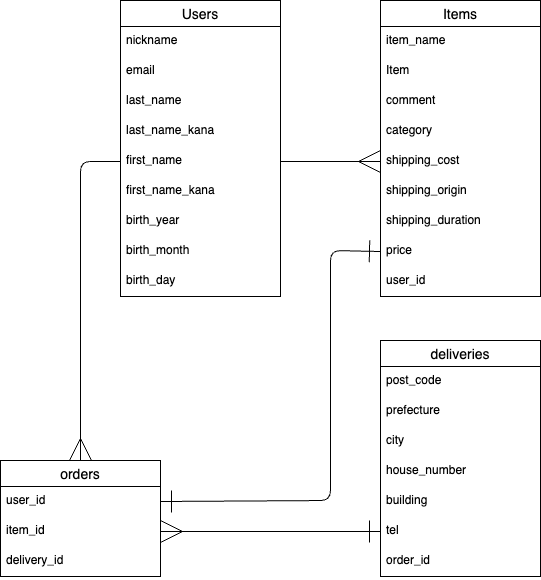 Users
nickname
email
last_name
last_name_kana
first_name
first_name_kana
birth_year
birth_month
birth_day
Items
item_name
Item
comment
category
shipping_cost
shipping_origin
shipping_duration
price
user_id
deliveries
post_code
prefecture
city
house_number
building
tel
order_id
orders
user_id
item_id
delivery_id